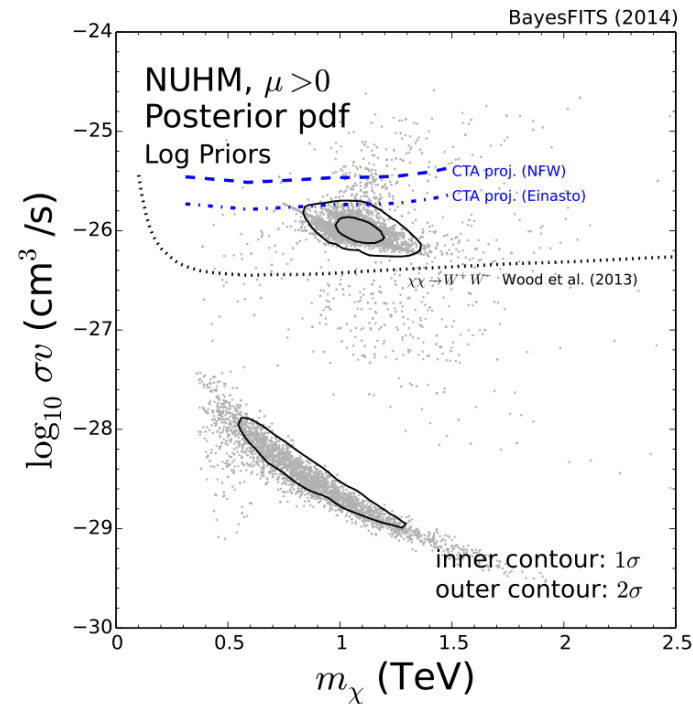 BayesFITS (2014)
NUHM, μ > 0
Posterior pdf
Log Priors
CTA proj. (NFW)
CTA proj. (Einasto)
χχ → W⁺W⁻ Wood et al. (2013)
inner contour: 1σ
outer contour: 2σ
−24
−25
−26
−27
−28
−29
−30
0
0.5
1
1.5
2
2.5
log₁₀ σv (cm³ /s)
mχ (TeV)